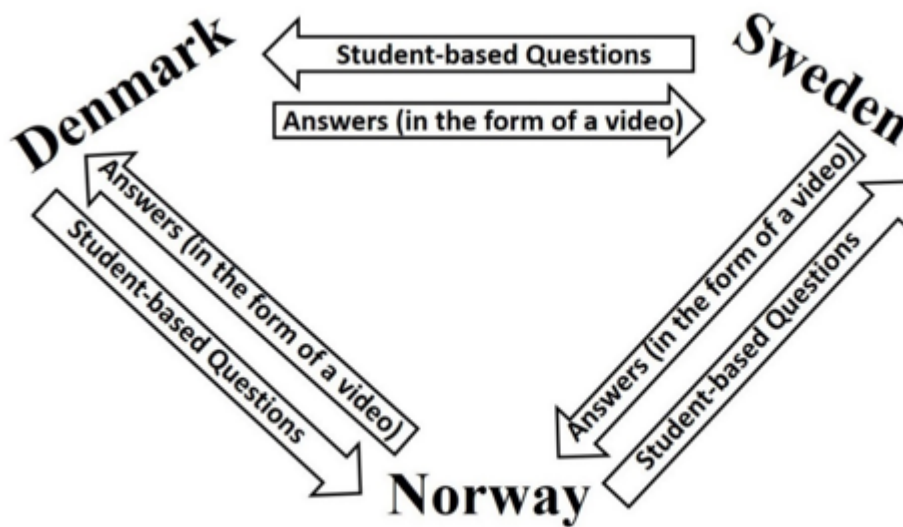 Denmark
Student-based Questions
Sweden
Answers (in the form of a video)
Answers (in the form of a video)
Student-based Questions
Answers (in the form of a video)
Student-based Questions
Norway